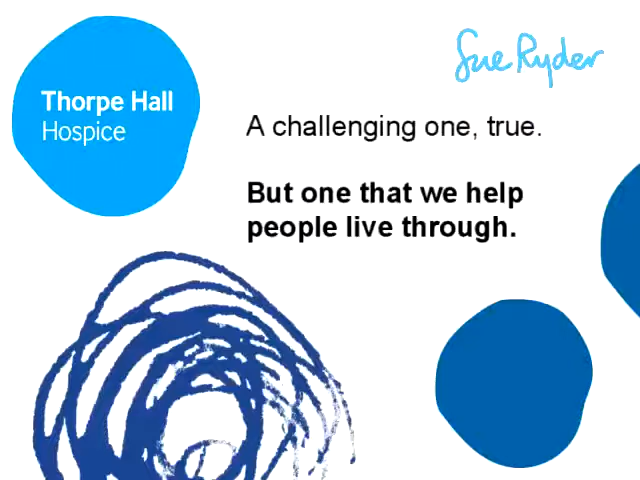 Sue Ryder
Thorpe Hall
Hospice
A challenging one, true.
But one that we help
people live through.